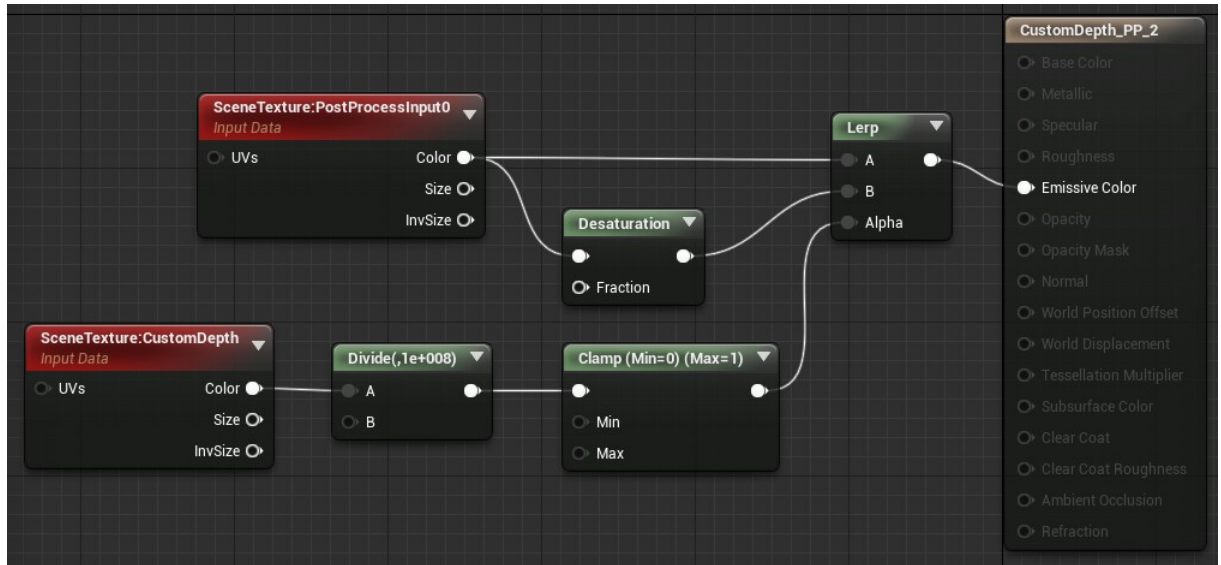 CustomDepth_PP_2
Base Color
Metallic
Specular
Roughness
Emissive Color
Opacity
Opacity Mask
Normal
World Position Offset
World Displacement
Tessellation Multiplier
Subsurface Color
Clear Coat
Clear Coat Roughness
Ambient Occlusion
Refraction
SceneTexture:PostProcessInput0
Input Data
UVs Color
Size
InvSize
Lerp
A
B
Alpha
Desaturation
Fraction
SceneTexture:CustomDepth
Input Data
UVs Color
Size
InvSize
Divide(,1e+008)
A
B
Clamp (Min=0) (Max=1)
Min
Max